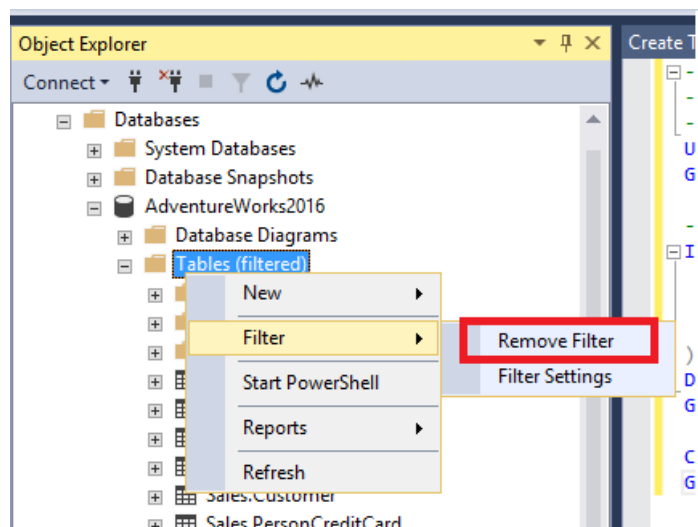 Object Explorer
Create T
Connect
Databases
System Databases
Database Snapshots
AdventureWorks2016
Database Diagrams
Tables (filtered)
New
Filter
Remove Filter
Start PowerShell
Filter Settings
Reports
Refresh
Sales.Customer
Sales.PersonCreditCard
U
G
I
)
D
G
C
G